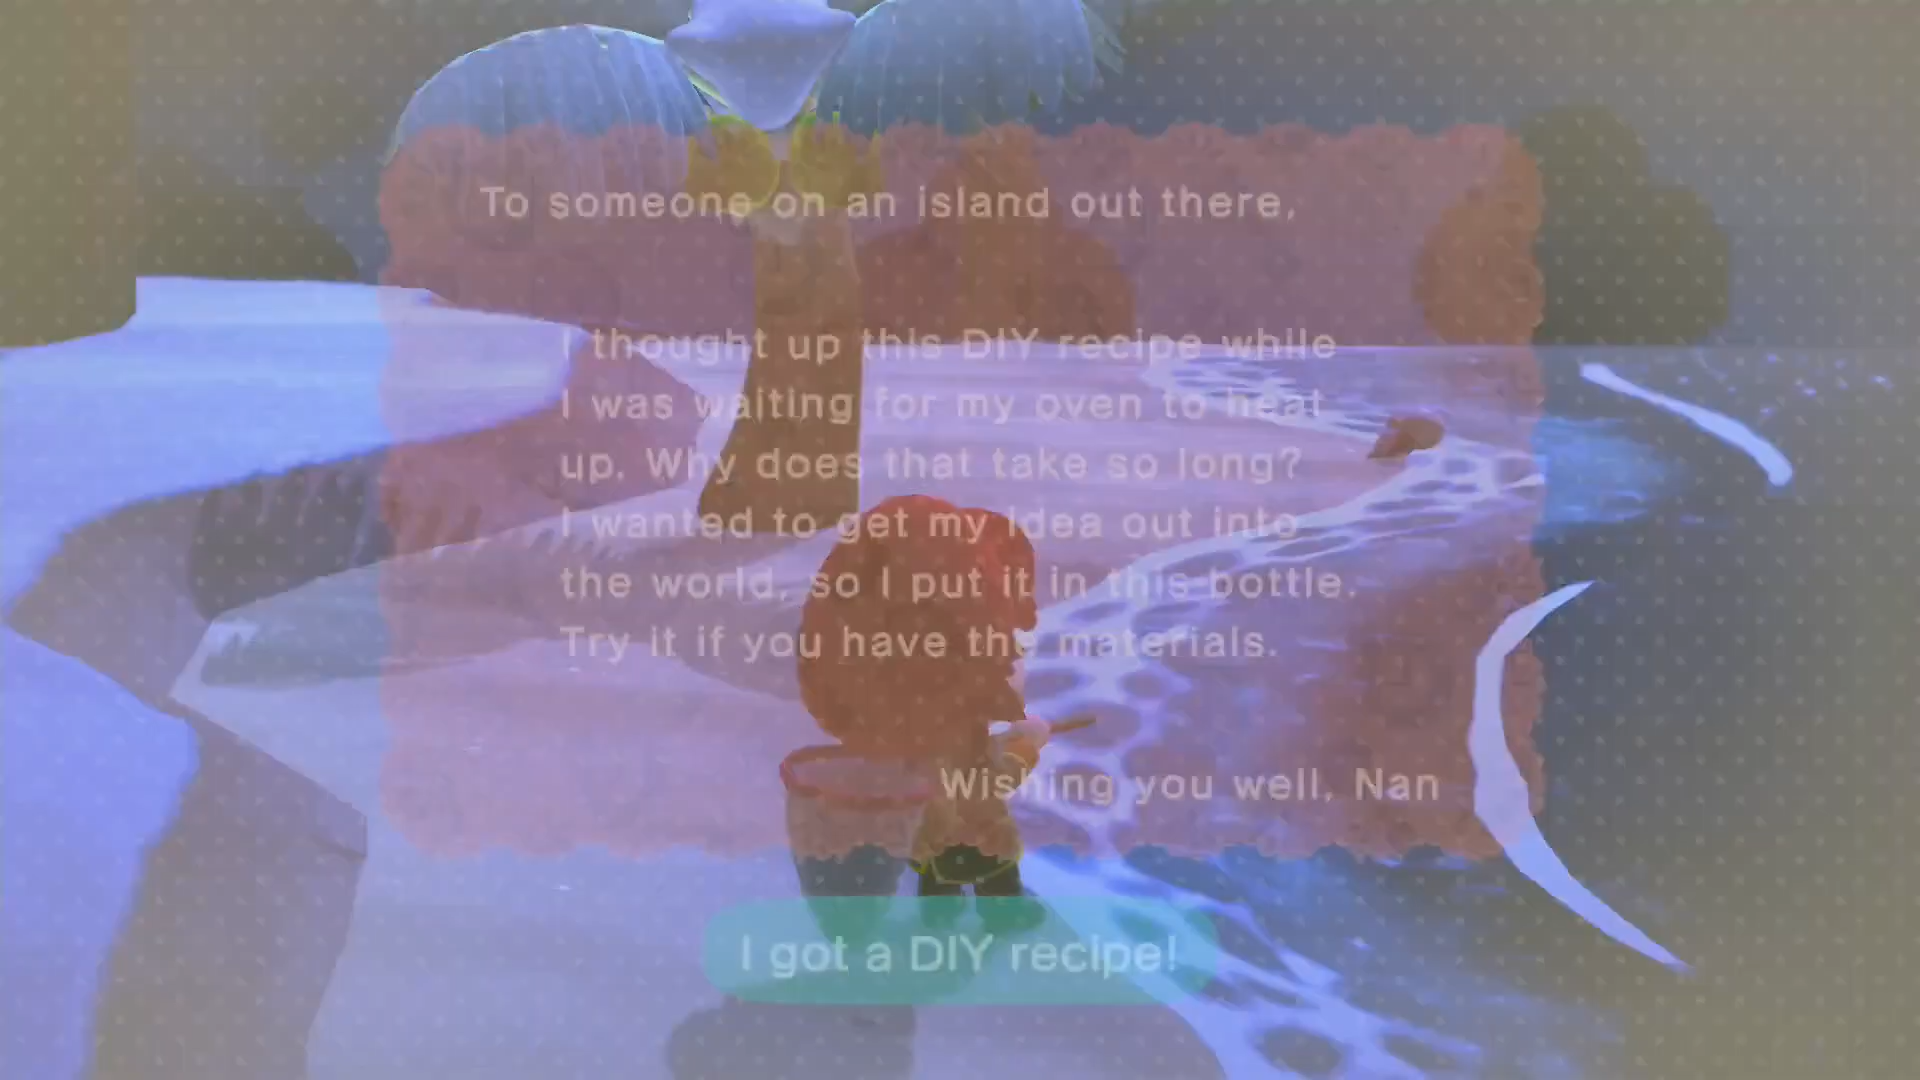 To someone on an island out there,
I thought up this DIY recipe while
I was waiting for my oven to heat
up. Why does that take so long?
I wanted to get my idea out into
the world, so I put it in this bottle.
Try it if you have the materials.
Wishing you well, Nan
I got a DIY recipe!